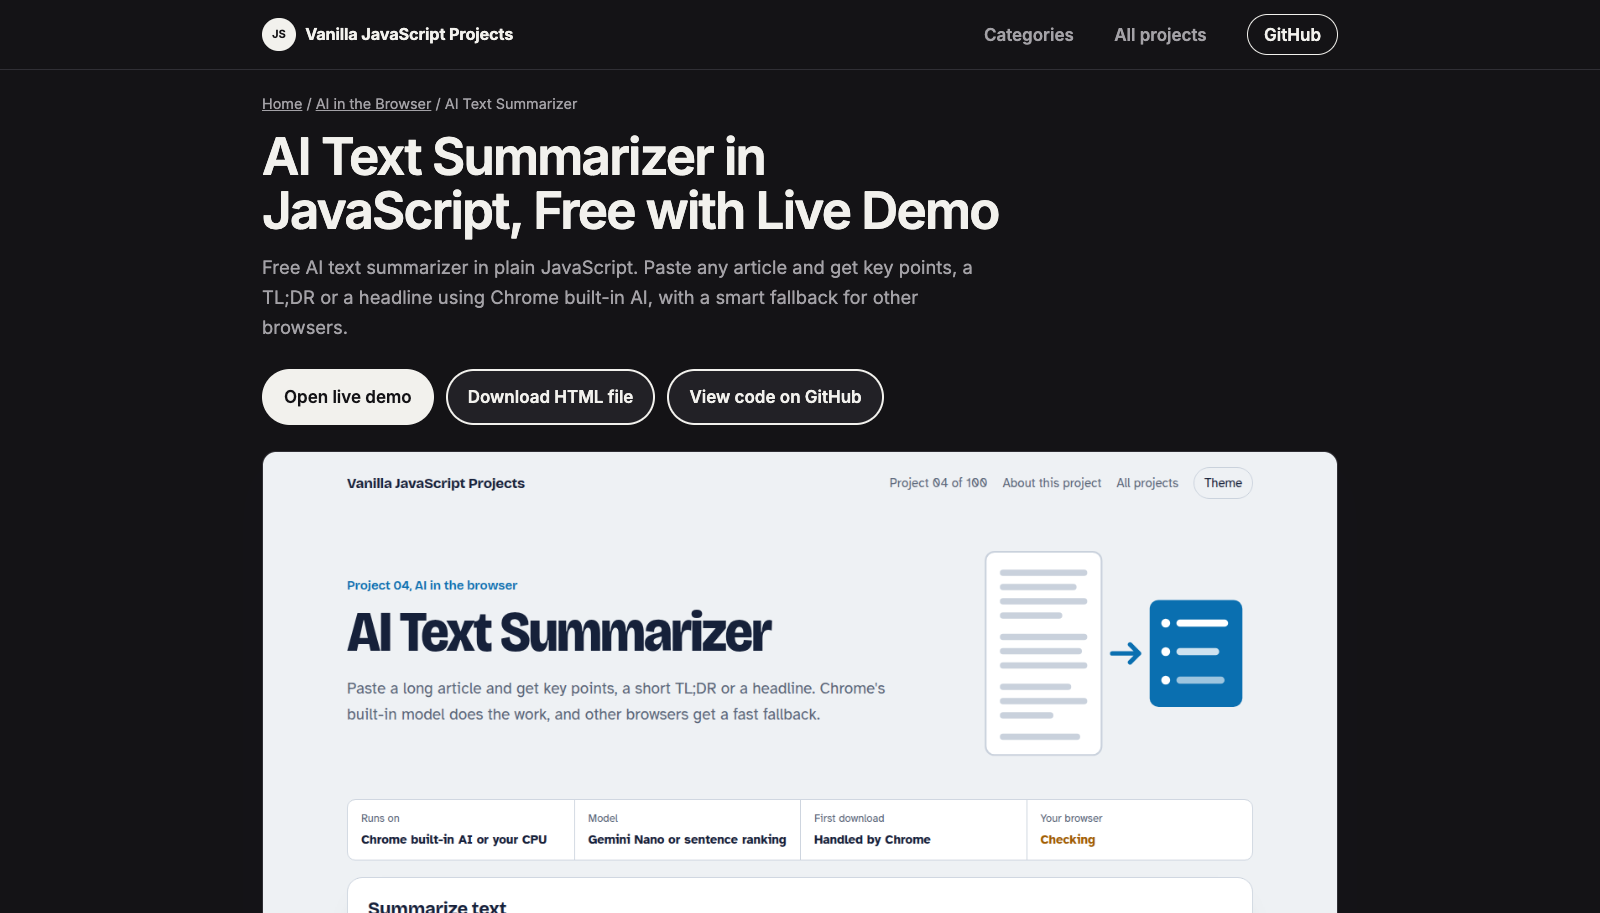 JS
Vanilla JavaScript Projects
Categories
All projects
GitHub
Home / AI in the Browser / AI Text Summarizer
AI Text Summarizer in
JavaScript, Free with Live Demo
Free AI text summarizer in plain JavaScript. Paste any article and get key points, a
TL;DR or a headline using Chrome built-in AI, with a smart fallback for other
browsers.
Open live demo
Download HTML file
View code on GitHub
Vanilla JavaScript Projects
Project 04 of 100
About this project
All projects
Theme
Project 04, AI in the browser
AI Text Summarizer
Paste a long article and get key points, a short TL;DR or a headline. Chrome's
built-in model does the work, and other browsers get a fast fallback.
Runs on
Chrome built-in AI or your CPU
Model
Gemini Nano or sentence ranking
First download
Handled by Chrome
Your browser
Checking
Summarize text